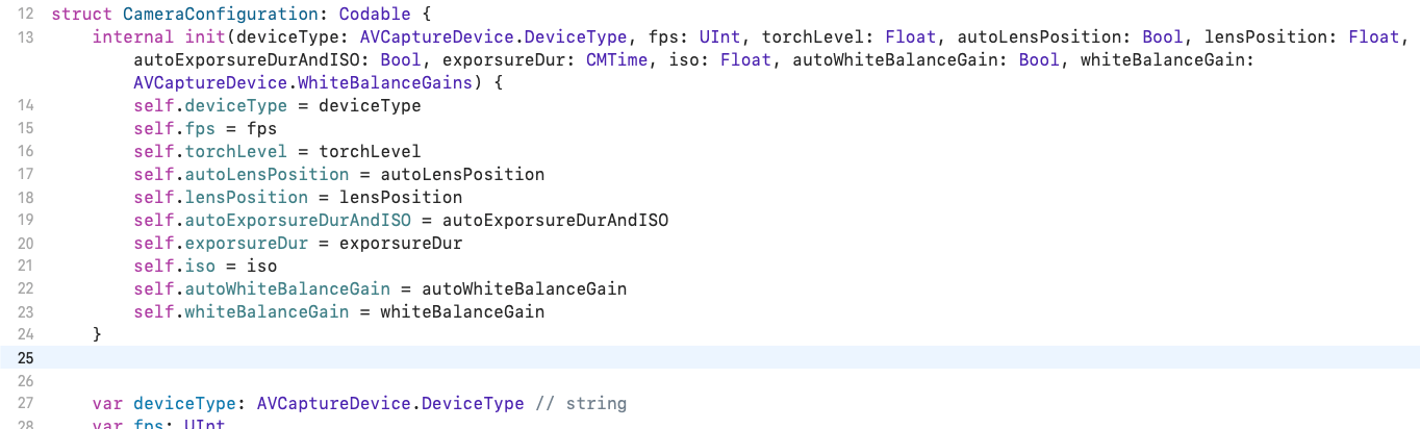 12 struct CameraConfiguration: Codable {
13 internal init(deviceType: AVCaptureDevice.DeviceType, fps: UInt, torchLevel: Float, autoLensPosition: Bool, lensPosition: Float,
autoExporsureDurAndISO: Bool, exporsureDur: CMTime, iso: Float, autoWhiteBalanceGain: Bool, whiteBalanceGain:
AVCaptureDevice.WhiteBalanceGains) {
14 self.deviceType = deviceType
15 self.fps = fps
16 self.torchLevel = torchLevel
17 self.autoLensPosition = autoLensPosition
18 self.lensPosition = lensPosition
19 self.autoExporsureDurAndISO = autoExporsureDurAndISO
20 self.exporsureDur = exporsureDur
21 self.iso = iso
22 self.autoWhiteBalanceGain = autoWhiteBalanceGain
23 self.whiteBalanceGain = whiteBalanceGain
24 }
25
26
27 var deviceType: AVCaptureDevice.DeviceType // string
28 var fps: UInt